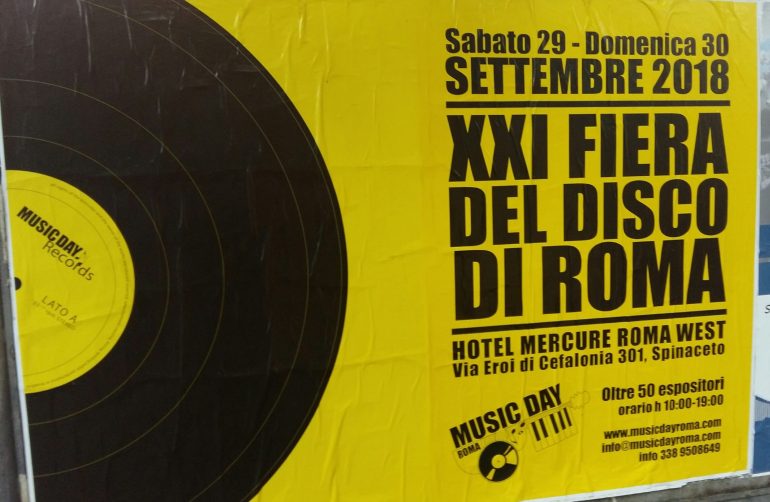 Sabato 29 - Domenica 30
SETTEMBRE 2018
XXI FIERA
DEL DISCO
DI ROMA
HOTEL MERCURE ROMA WEST
Via Eroi di Cefalonia 301, Spinaceto
Oltre 50 espositori
orario h 10:00-19:00
www.musicdayroma.com
info@musicdayroma.com
info 338 9508649
MUSIC DAY
ROMA
MUSIC DAY
Records
LATO A